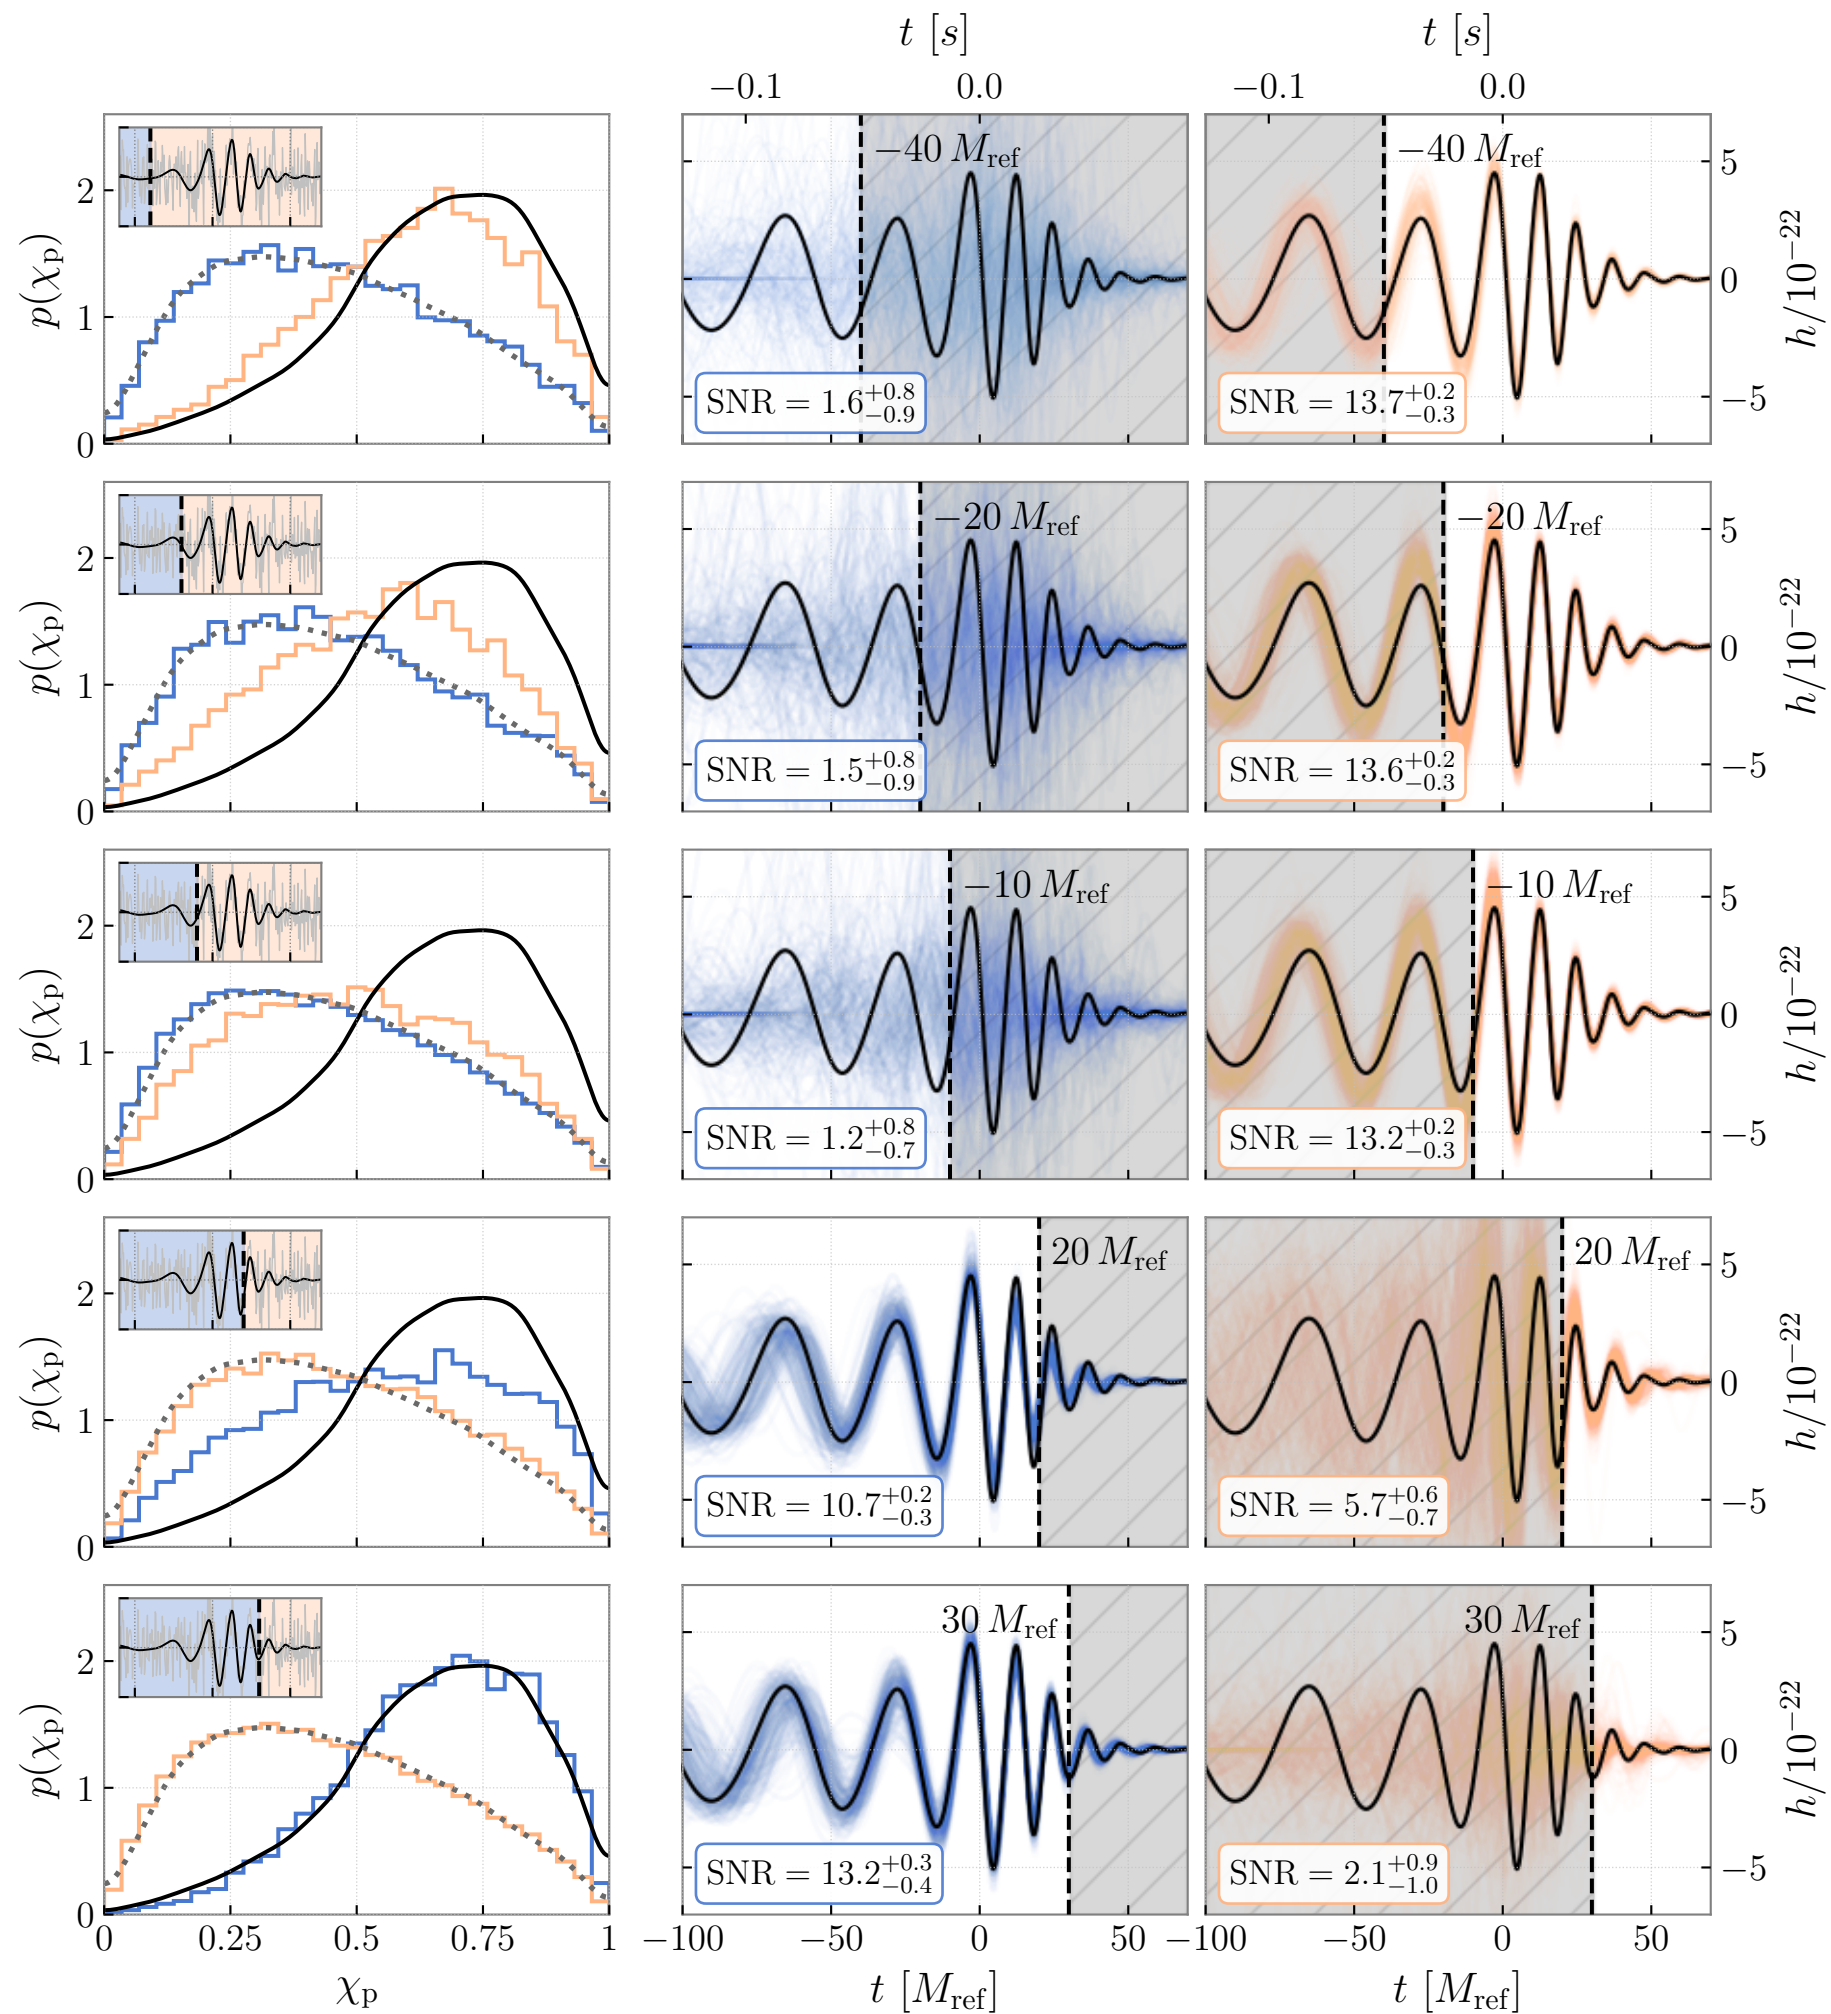 t [s]
t [s]
−0.1
0.0
−0.1
0.0
p(χp)
2
1
0
−40 Mref
SNR = 1.6 +0.8 −0.9
−40 Mref
SNR = 13.7 +0.2 −0.3
5
0
−5
h/10−22
p(χp)
2
1
0
−20 Mref
SNR = 1.5 +0.8 −0.9
−20 Mref
SNR = 13.6 +0.2 −0.3
5
0
−5
h/10−22
p(χp)
2
1
0
−10 Mref
SNR = 1.2 +0.8 −0.7
−10 Mref
SNR = 13.2 +0.2 −0.3
5
0
−5
h/10−22
p(χp)
2
1
0
20 Mref
SNR = 10.7 +0.2 −0.3
20 Mref
SNR = 5.7 +0.6 −0.7
5
0
−5
h/10−22
p(χp)
2
1
0
30 Mref
SNR = 13.2 +0.3 −0.4
30 Mref
SNR = 2.1 +0.9 −1.0
5
0
−5
h/10−22
0
0.25
0.5
0.75
1
−100
−50
0
−100
−50
0
50
χp
t [Mref]
t [Mref]